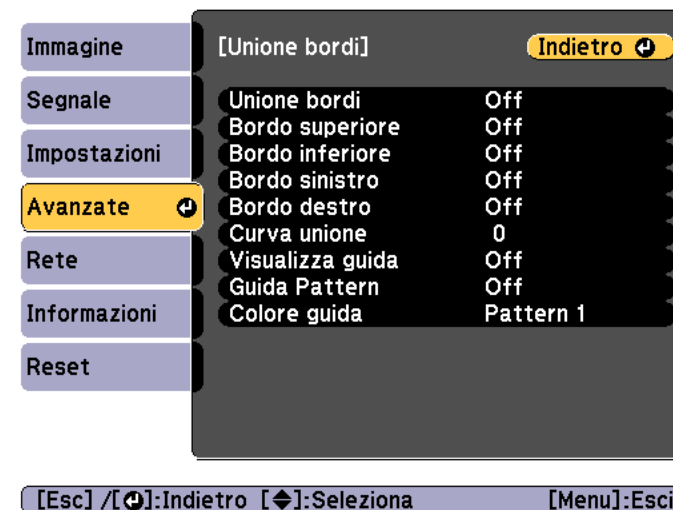 Immagine
Segnale
Impostazioni
Avanzate
Rete
Informazioni
Reset
[Unione bordi] Indietro
Unione bordi Off
Bordo superiore Off
Bordo inferiore Off
Bordo sinistro Off
Bordo destro Off
Curva unione 0
Visualizza guida Off
Guida Pattern Off
Colore guida Pattern 1
[Esc] /[⏎]:Indietro [◆]:Seleziona [Menu]:Esci